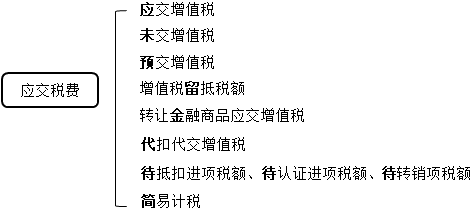 应交税费
应交增值税
未交增值税
预交增值税
增值税留抵税额
转让金融商品应交增值税
代扣代交增值税
待抵扣进项税额、待认证进项税额、待转销项税额
简易计税